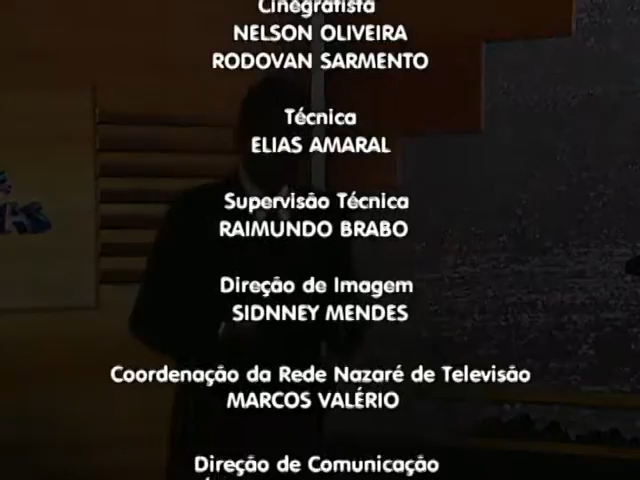 Cinegrafista
NELSON OLIVEIRA
RODOVAN SARMENTO
Técnica
ELIAS AMARAL
Supervisão Técnica
RAIMUNDO BRABO
Direção de Imagem
SIDNNEY MENDES
Coordenação da Rede Nazaré de Televisão
MARCOS VALÉRIO
Direção de Comunicação